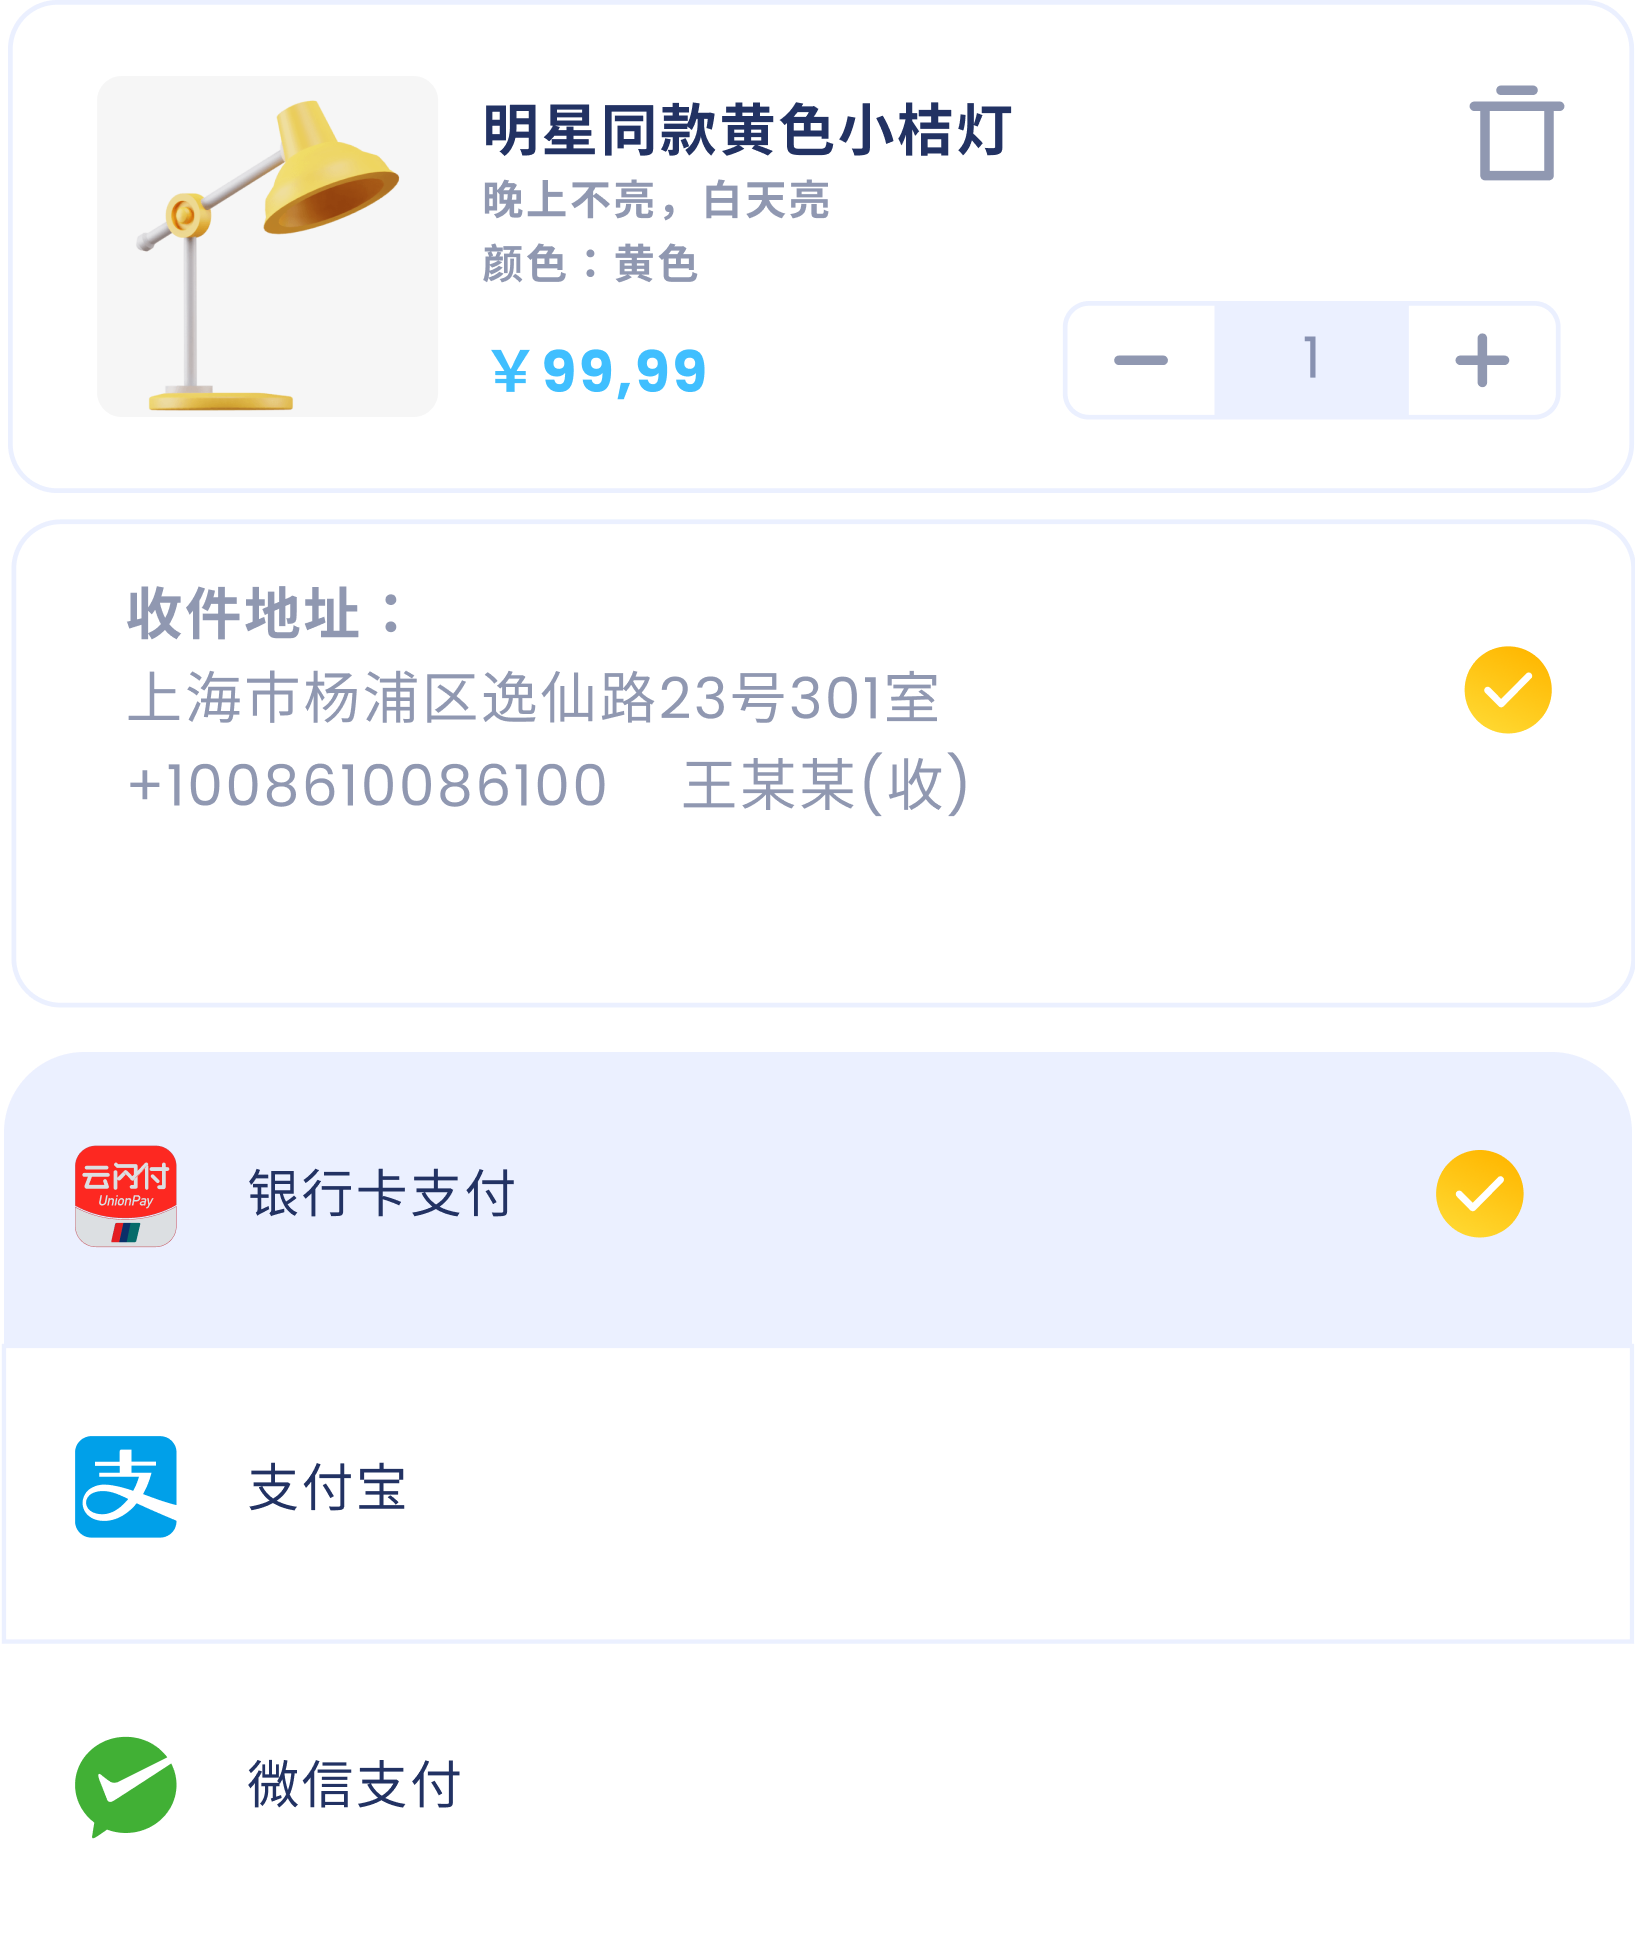 明星同款黄色小桔灯
晚上不亮，白天亮
颜色：黄色
￥99,99
1
收件地址：
上海市杨浦区逸仙路23号301室
+1008610086100 王某某(收)
云闪付
UnionPay
银行卡支付
支
支付宝
微信支付